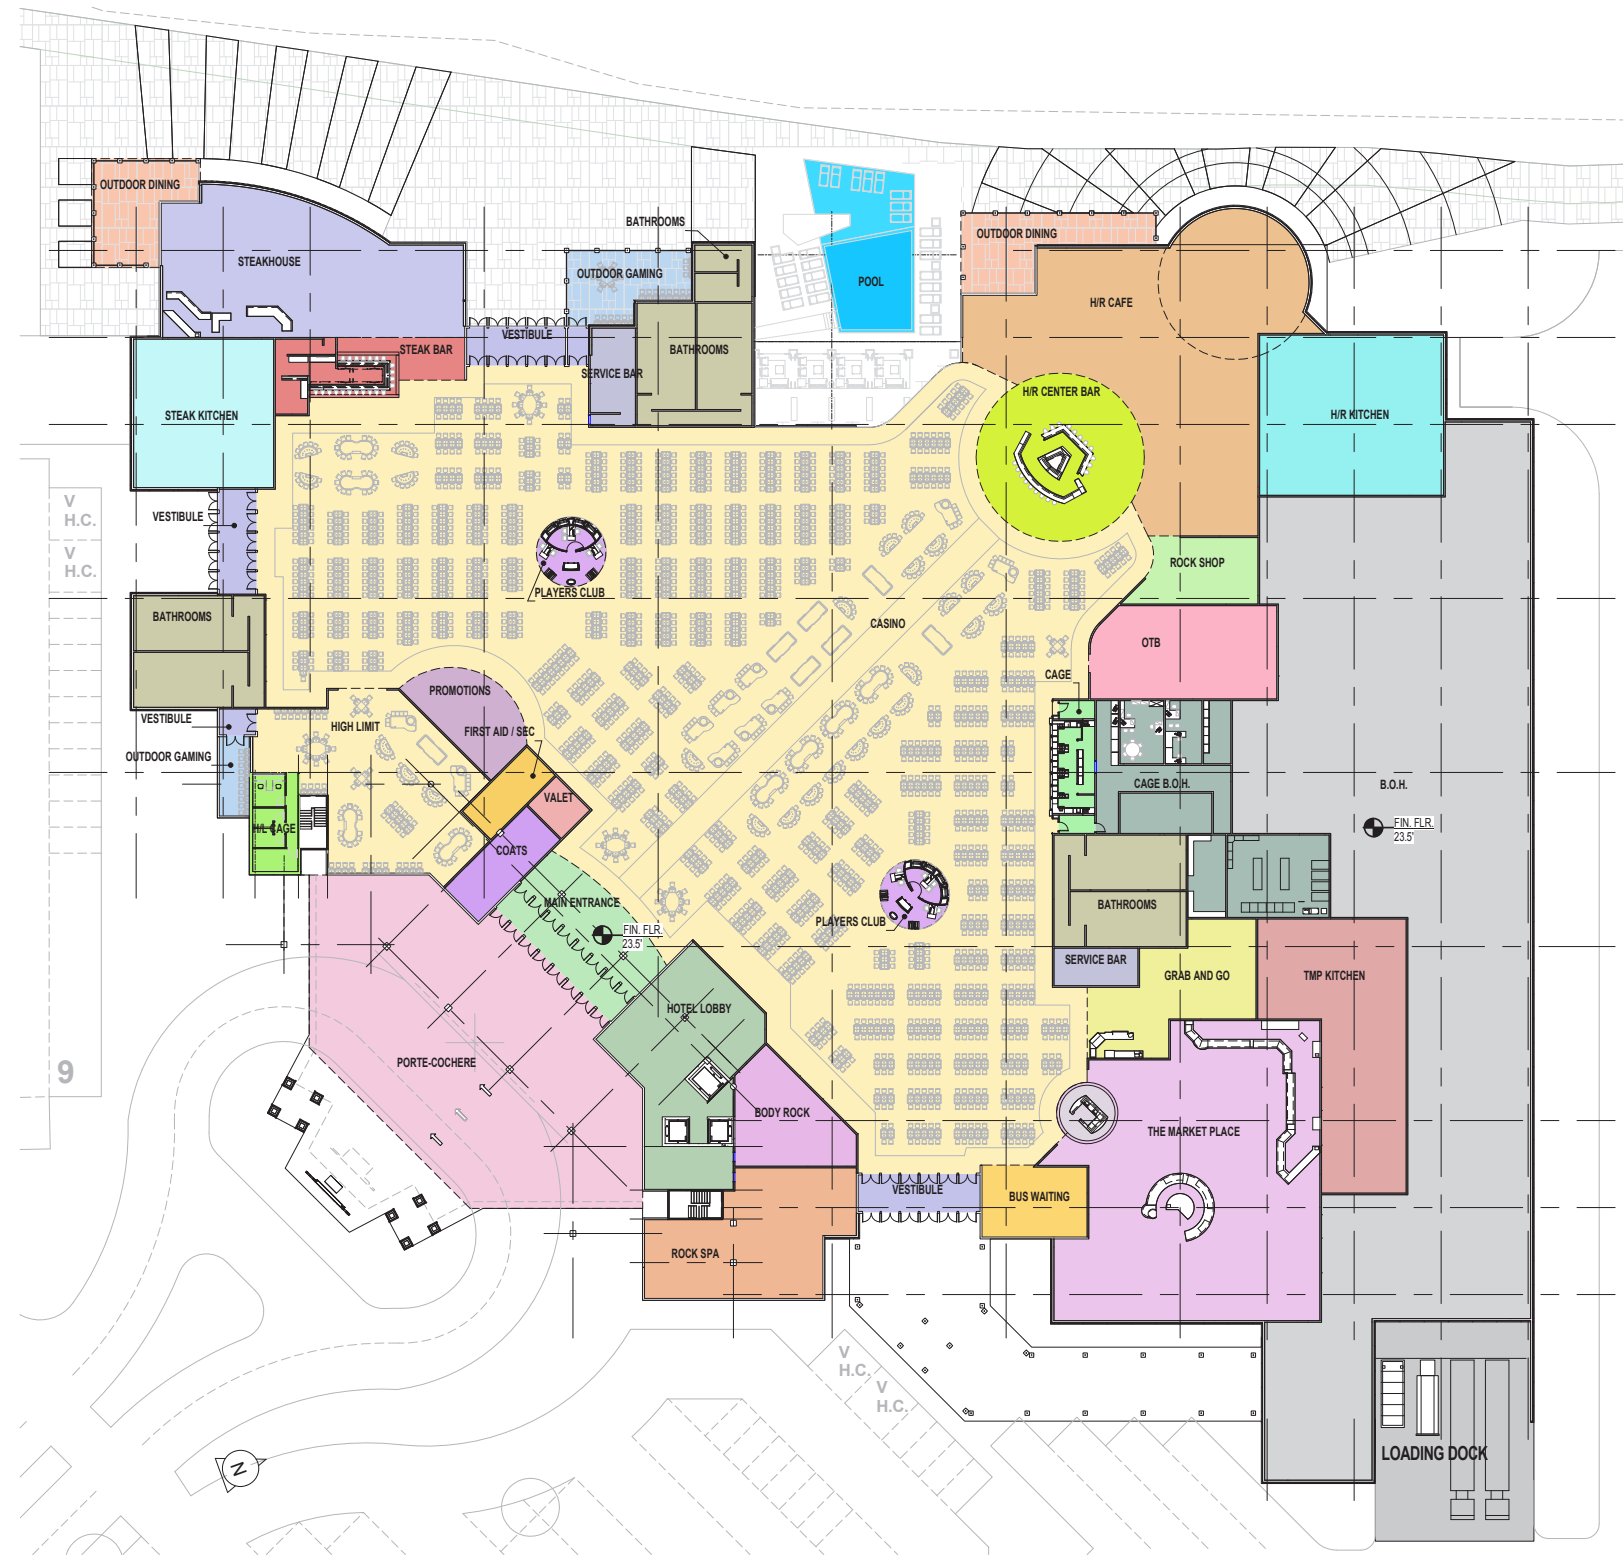 OUTDOOR DINING
BATHROOMS
OUTDOOR DINING
STEAKHOUSE
OUTDOOR GAMING
POOL
H/R CAFE
VESTIBULE
STEAK BAR
BATHROOMS
SERVICE BAR
H/R CENTER BAR
STEAK KITCHEN
H/R KITCHEN
V
H.C.
VESTIBULE
V
H.C.
ROCK SHOP
PLAYERS CLUB
BATHROOMS
CASINO
OTB
CAGE
PROMOTIONS
VESTIBULE
HIGH LIMIT
FIRST AID / SEC
OUTDOOR GAMING
CAGE B.O.H.
B.O.H.
VALET
FIN. FLR.
23.5'
H/L CAGE
COATS
MAIN ENTRANCE
BATHROOMS
PLAYERS CLUB
FIN. FLR.
23.5'
SERVICE BAR
GRAB AND GO
TMP KITCHEN
HOTEL LOBBY
PORTE-COCHERE
9
BODY ROCK
THE MARKET PLACE
VESTIBULE
BUS WAITING
ROCK SPA
V
H.C.
V
H.C.
LOADING DOCK
N